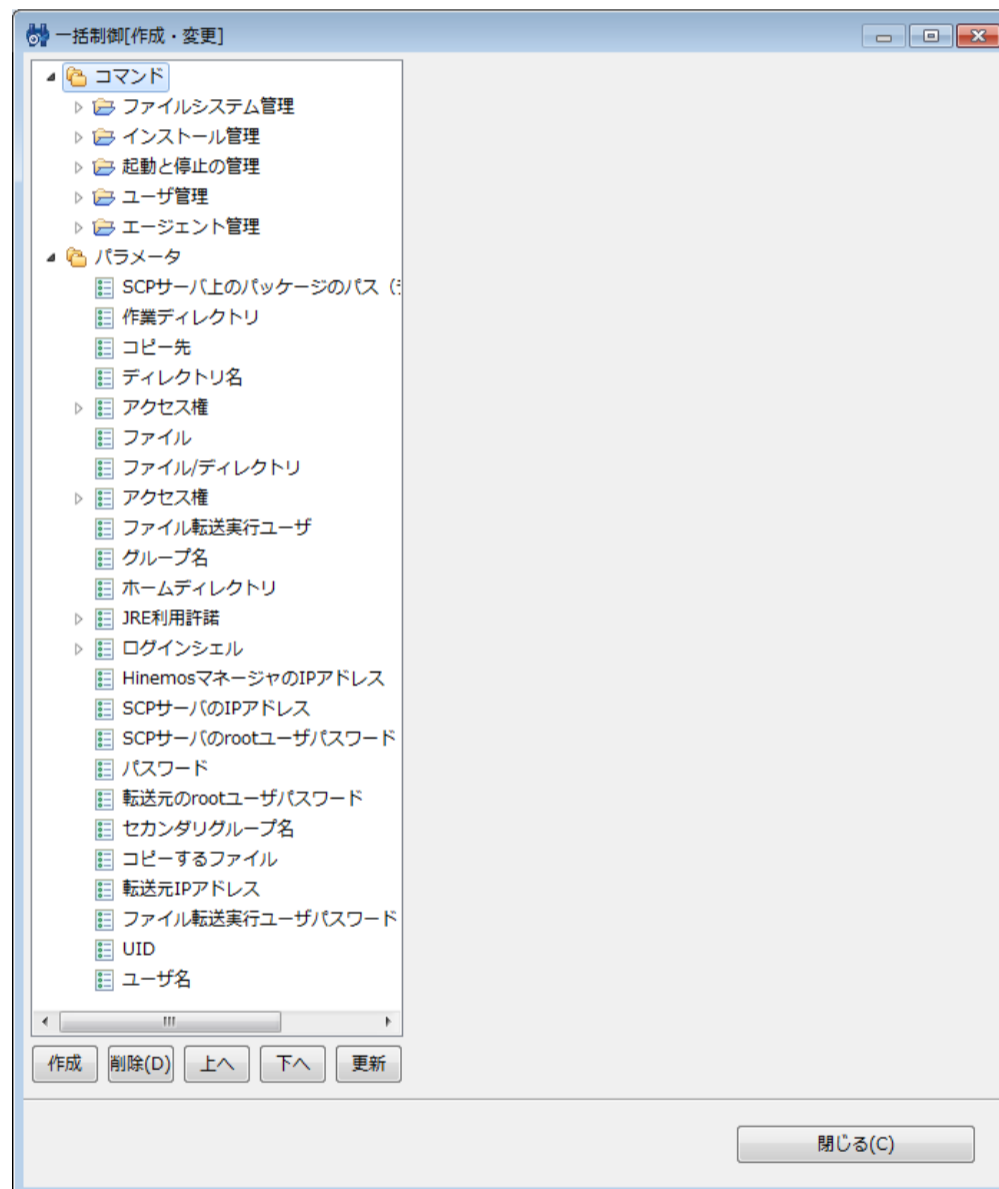 一括制御[作成・変更]
コマンド
ファイルシステム管理
インストール管理
起動と停止の管理
ユーザ管理
エージェント管理
パラメータ
SCPサーバ上のパッケージのパス（
作業ディレクトリ
コピー先
ディレクトリ名
アクセス権
ファイル
ファイル/ディレクトリ
アクセス権
ファイル転送実行ユーザ
グループ名
ホームディレクトリ
JRE利用許諾
ログインシェル
HinemosマネージャのIPアドレス
SCPサーバのIPアドレス
SCPサーバのrootユーザパスワード
パスワード
転送元のrootユーザパスワード
セカンダリグループ名
コピーするファイル
転送元IPアドレス
ファイル転送実行ユーザパスワード
UID
ユーザ名
作成 削除(D) 上へ 下へ 更新
閉じる(C)